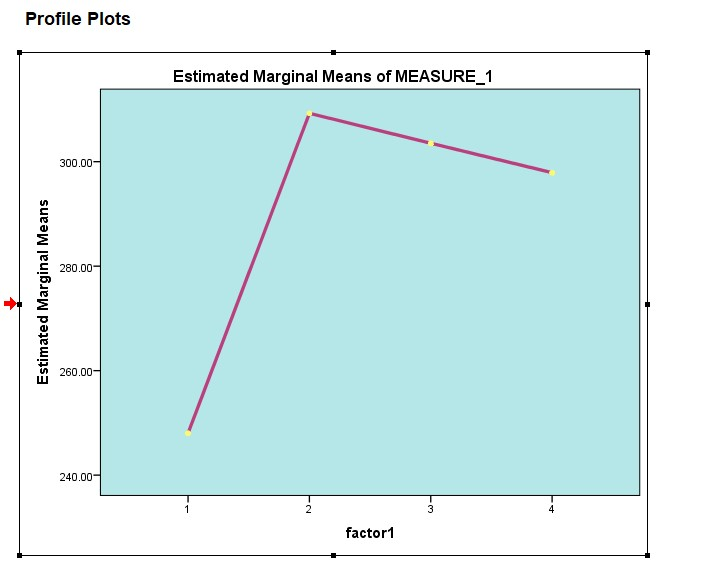 Profile Plots
Estimated Marginal Means of MEASURE_1
Estimated Marginal Means
300.00
280.00
260.00
240.00
1 2 3 4
factor1